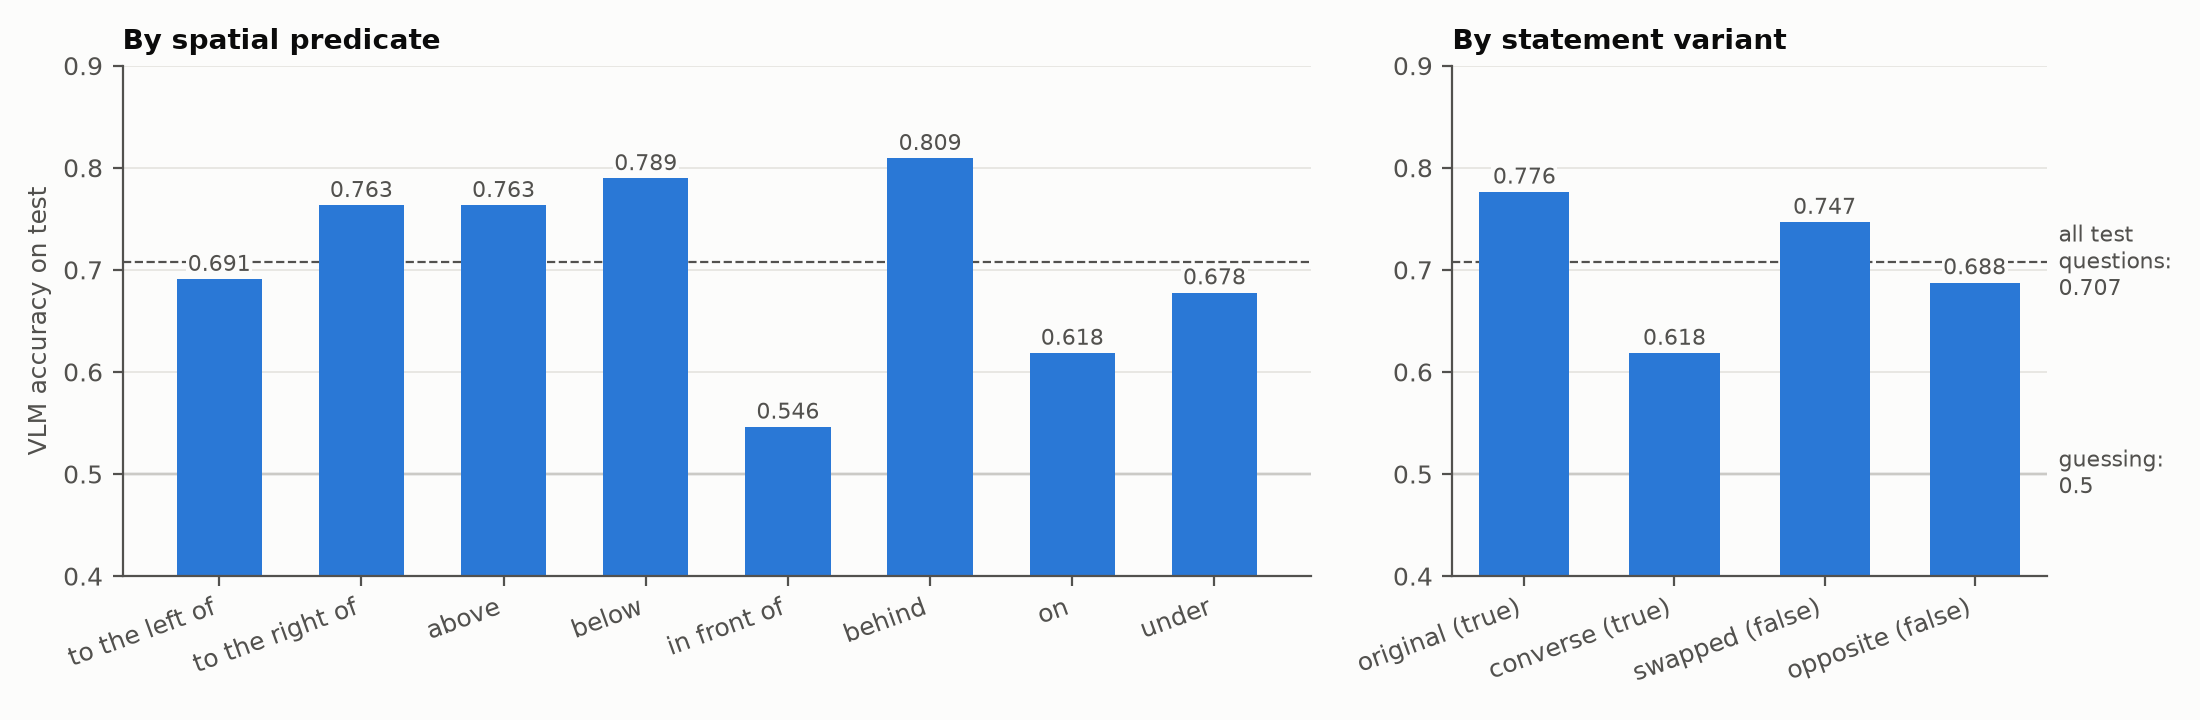 By spatial predicate
VLM accuracy on test
0.9
0.8
0.7
0.6
0.5
0.4
0.691
0.763
0.763
0.789
0.546
0.809
0.618
0.678
to the left of
to the right of
above
below
in front of
behind
on
under
By statement variant
0.9
0.8
0.7
0.6
0.5
0.4
0.776
0.618
0.747
0.688
original (true)
converse (true)
swapped (false)
opposite (false)
all test
questions:
0.707
guessing:
0.5